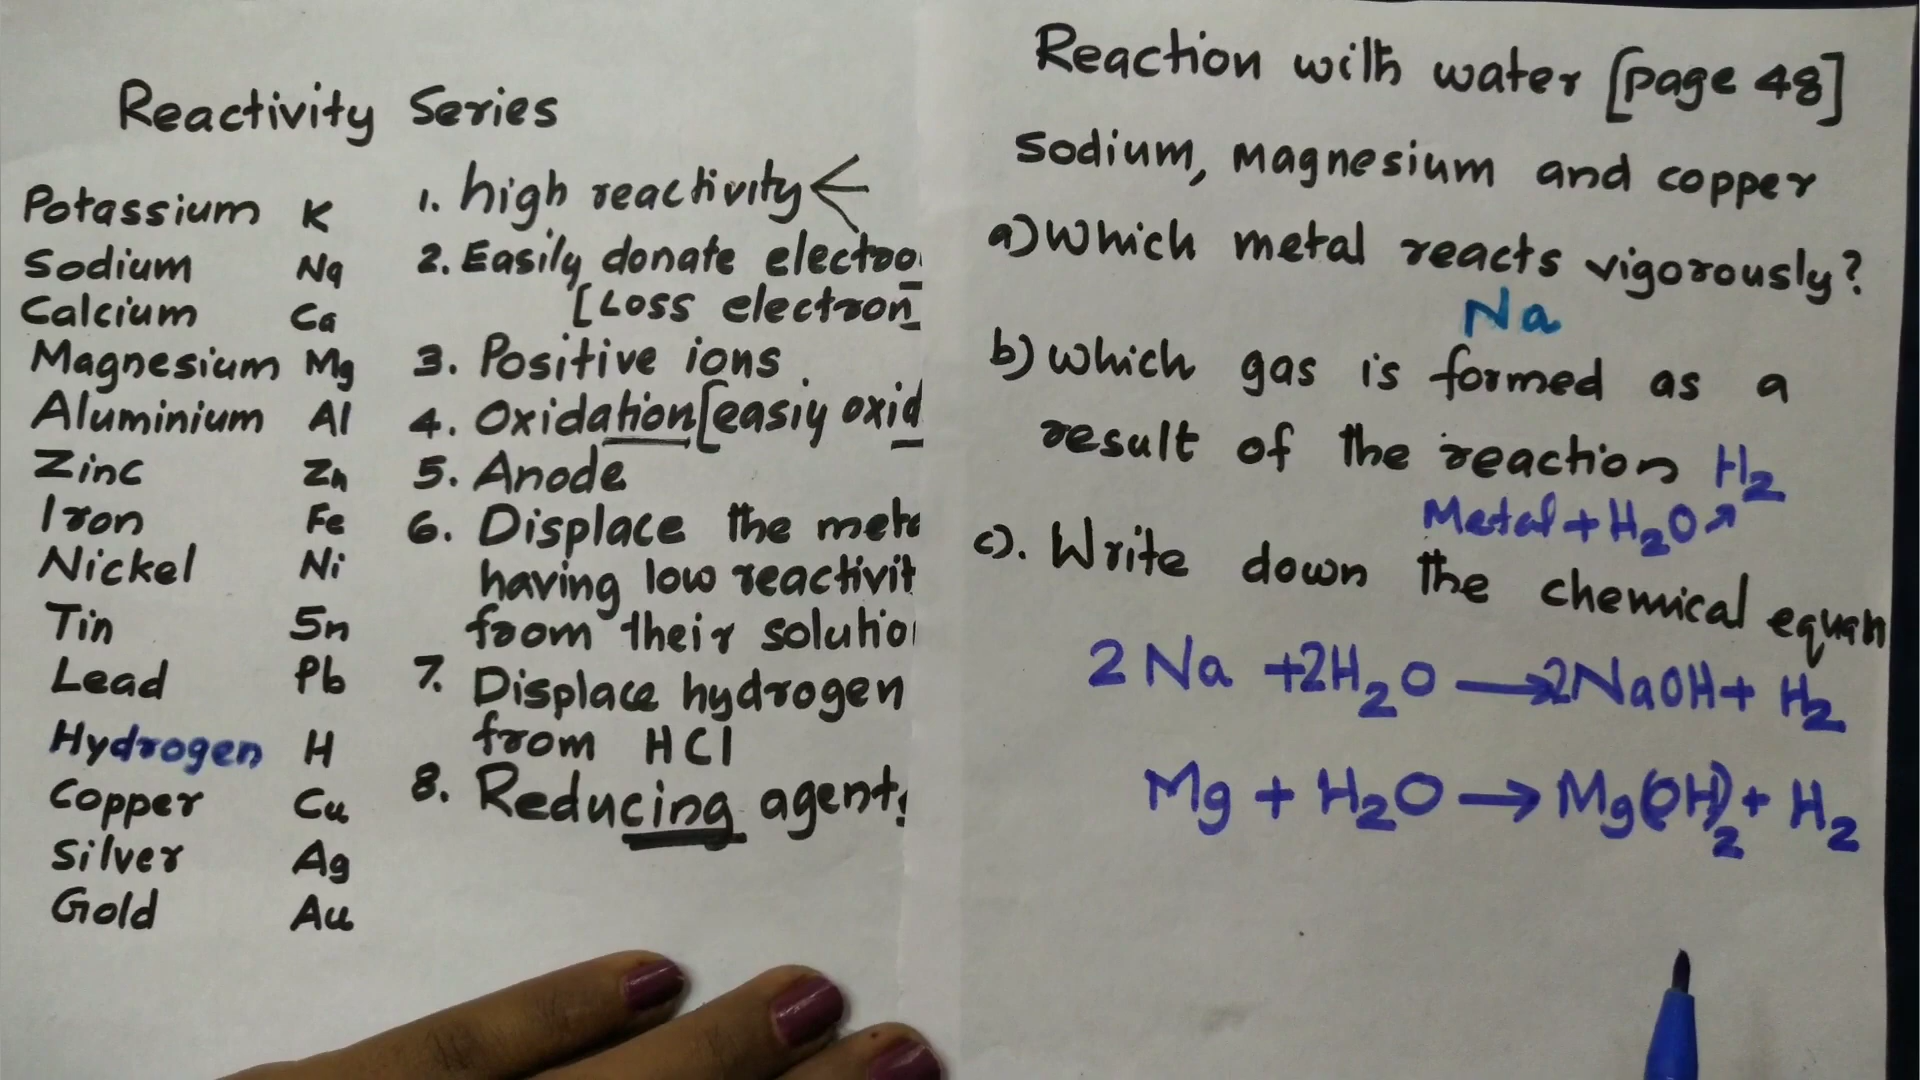 Reactivity Series
Potassium K
Sodium Na
Calcium Ca
Magnesium Mg
Aluminium Al
Zinc Zn
Iron Fe
Nickel Ni
Tin Sn
Lead Pb
Hydrogen H
Copper Cu
Silver Ag
Gold Au
1. high reactivity <
2. Easily donate electro
[Loss electron
3. Positive ions.
4. Oxidation [easiy oxid
5. Anode
6. Displace the meta
having low reactivit
from their solutio
7. Displace hydrogen
from HCl
8. Reducing agent
Reaction with water [page 48]
Sodium, Magnesium and copper
a) Which metal reacts vigorously?
Na
b) which gas is formed as a
result of the reaction H2
Metal + H2O ↗
c). Write down the chemical
2 Na + 2H2O → 2NaOH + H2
Mg + H2O → Mg(OH)2 + H2